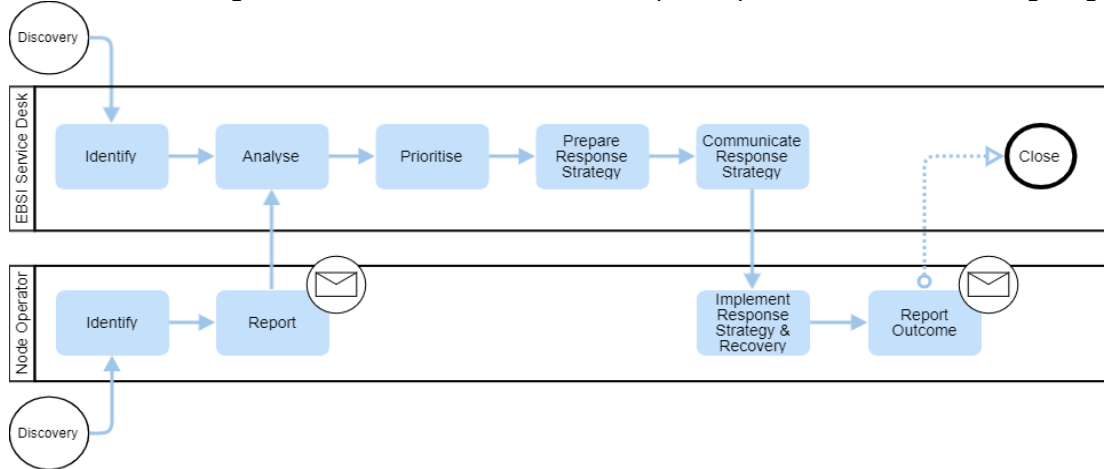 Discovery
EBSI Service Desk
Identify
Analyse
Prioritise
Prepare
Response
Strategy
Communicate
Response
Strategy
Close
Node Operator
Identify
Report
Implement
Response
Strategy &
Recovery
Report
Outcome
Discovery